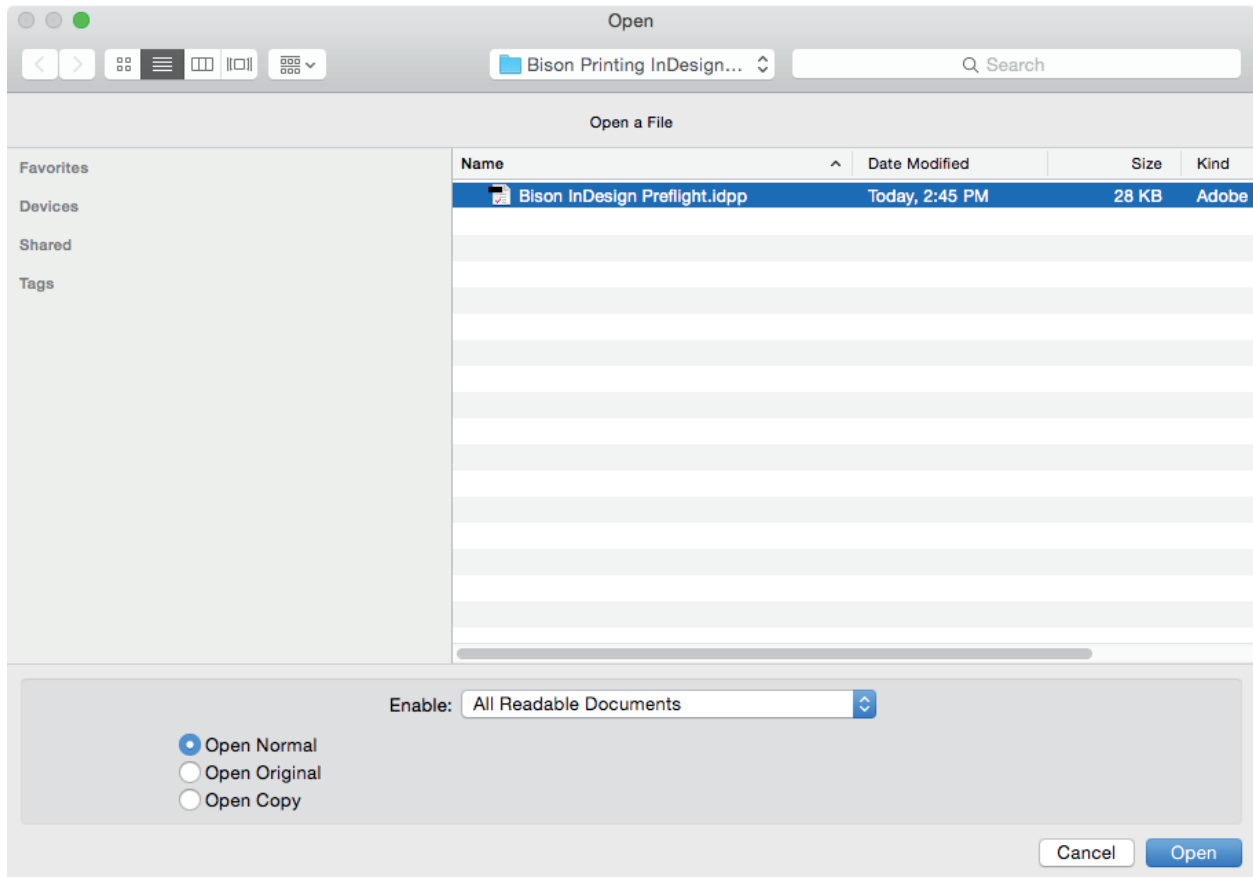 Open
Bison Printing InDesign...
Search
Open a File
Favorites
Devices
Shared
Tags
Name Date Modified Size Kind
Bison InDesign Preflight.idpp Today, 2:45 PM 28 KB Adobe
Enable: All Readable Documents
Open Normal
Open Original
Open Copy
Cancel Open